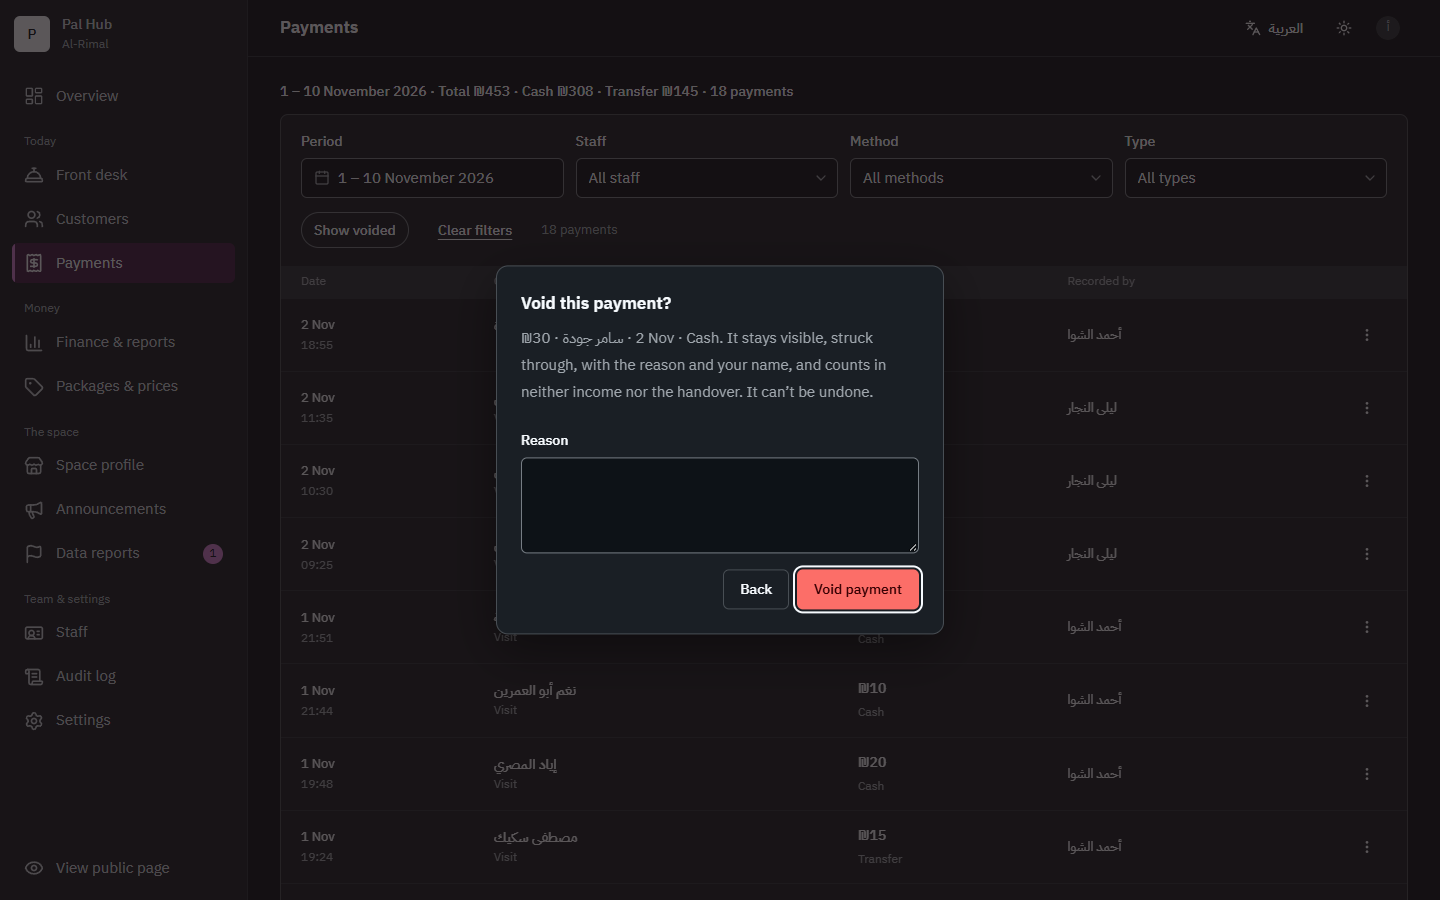 P
Pal Hub
Al-Rimal
Overview
Today
Front desk
Customers
Payments
Money
Finance & reports
Packages & prices
The space
Space profile
Announcements
Data reports
1
Team & settings
Staff
Audit log
Settings
View public page
Payments
العربية
أ
1 – 10 November 2026 · Total ₪453 · Cash ₪308 · Transfer ₪145 · 18 payments
Period
Staff
Method
Type
1 – 10 November 2026
All staff
All methods
All types
Show voided
Clear filters
18 payments
Date
Recorded by
2 Nov
18:55
أحمد الشوا
2 Nov
11:35
ليلى النجار
2 Nov
10:30
ليلى النجار
2 Nov
09:25
ليلى النجار
1 Nov
21:51
Visit
Cash
أحمد الشوا
1 Nov
21:44
نغم أبو العمرين
Visit
₪10
Cash
أحمد الشوا
1 Nov
19:48
إياد المصري
Visit
₪20
Cash
أحمد الشوا
1 Nov
19:24
مصطفى سكيك
Visit
₪15
Transfer
أحمد الشوا
Void this payment?
₪30 · سامر جودة · 2 Nov · Cash. It stays visible, struck
through, with the reason and your name, and counts in
neither income nor the handover. It can’t be undone.
Reason
Back
Void payment